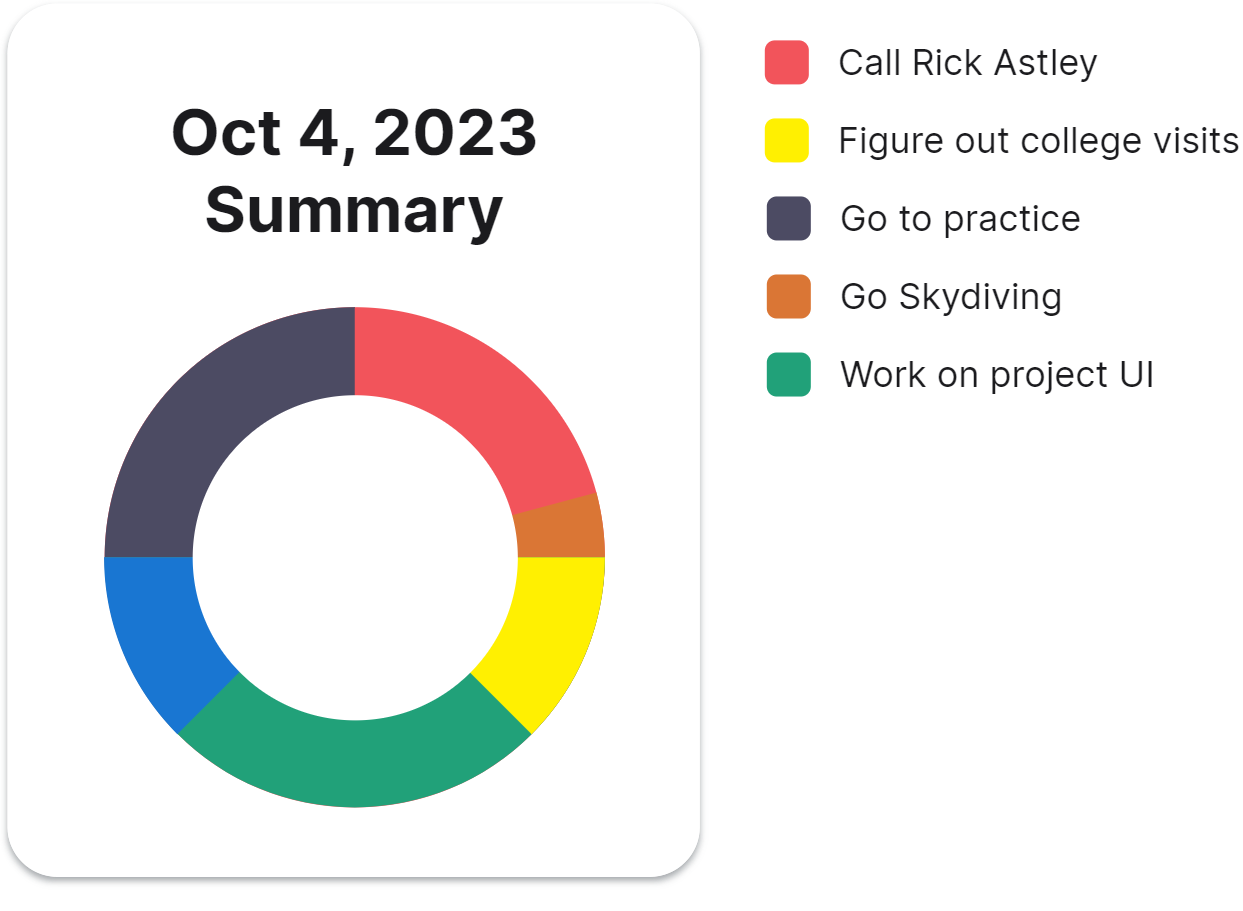 Oct 4, 2023
Summary
Call Rick Astley
Figure out college visits
Go to practice
Go Skydiving
Work on project UI